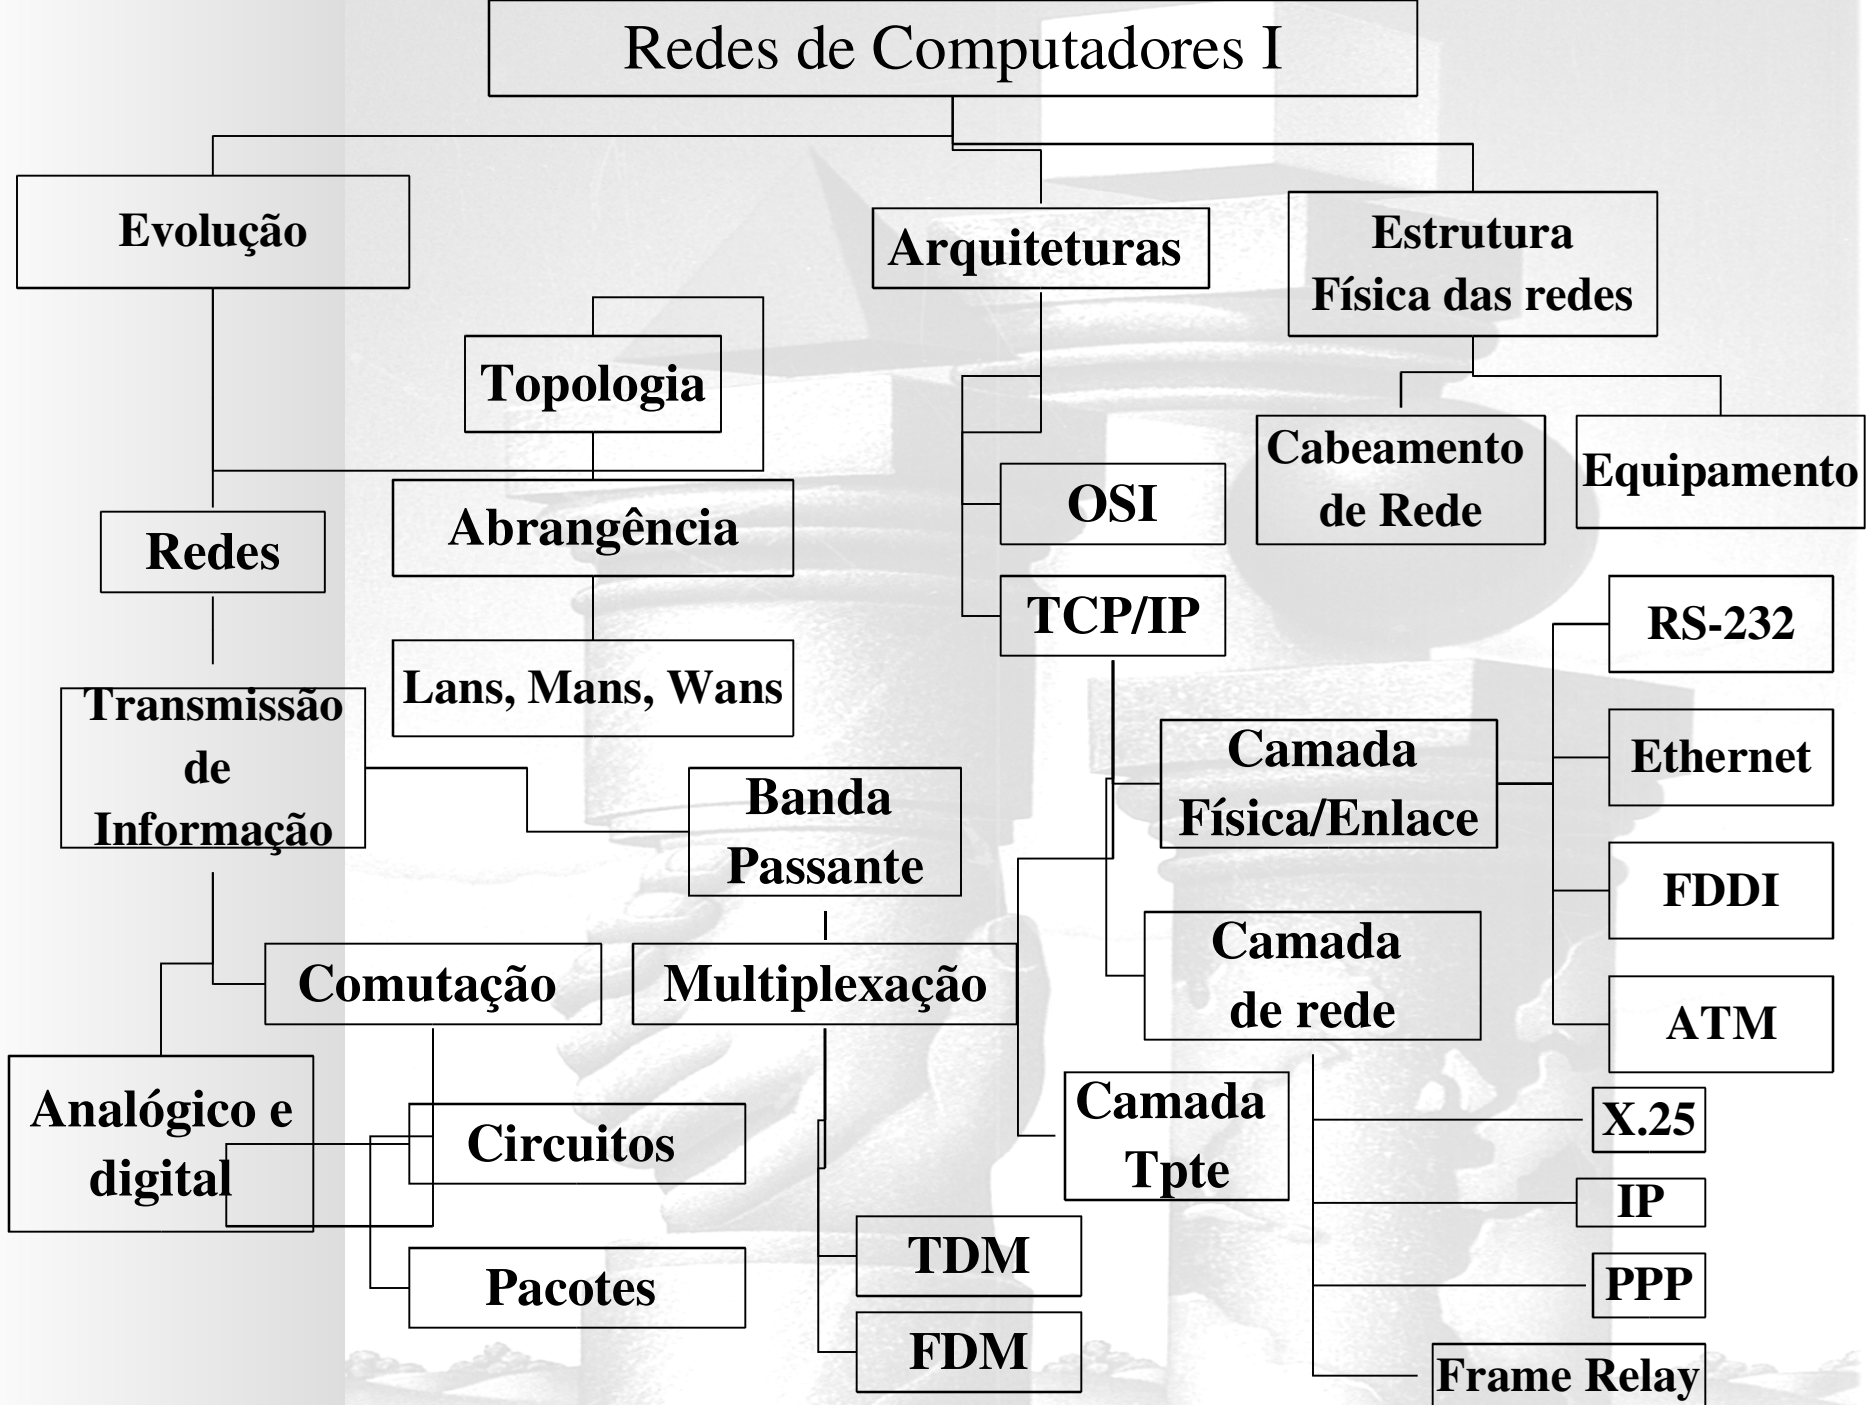 Redes de Computadores I
Evolução
Arquiteturas
Estrutura
Física das redes
Topologia
Cabeamento
de Rede
Equipamento
OSI
Abrangência
Redes
TCP/IP
RS-232
Lans, Mans, Wans
Transmissão
de
Informação
Camada
Física/Enlace
Ethernet
Banda
Passante
FDDI
Camada
de rede
Comutação
Multiplexação
ATM
Analógico e
digital
Camada
Tpte
X.25
Circuitos
IP
TDM
Pacotes
PPP
FDM
Frame Relay